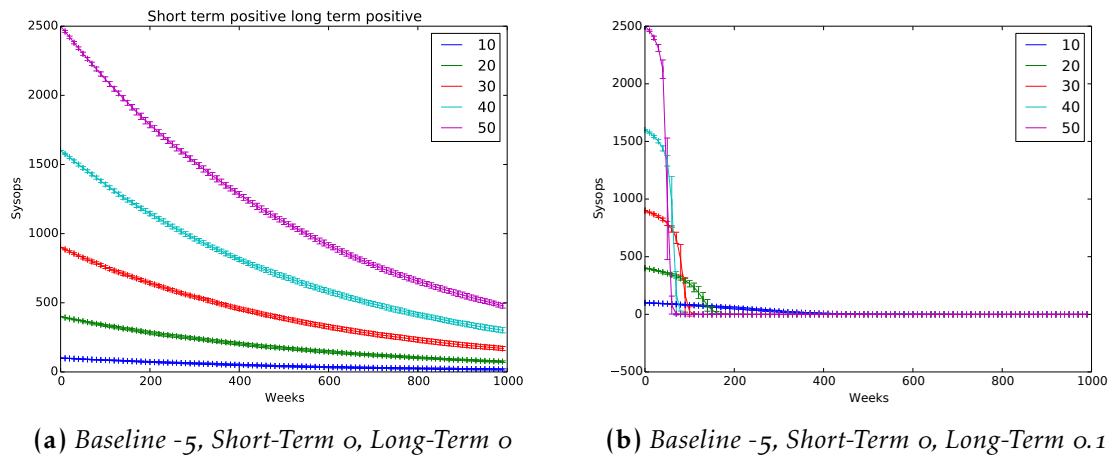 Short term positive long term positive
2500
2000
1500
1000
500
0
Sysops
0 200 400 600 800 1000
Weeks
10
20
30
40
50
(a) Baseline -5, Short-Term 0, Long-Term 0
2500
2000
1500
1000
500
0
−500
Sysops
0 200 400 600 800 1000
Weeks
10
20
30
40
50
(b) Baseline -5, Short-Term 0, Long-Term 0.1